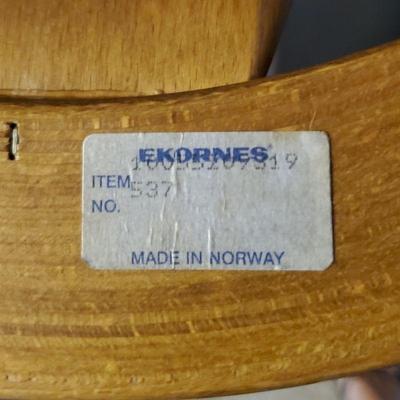 EKORNES®
ITEM 537
NO.
MADE IN NORWAY